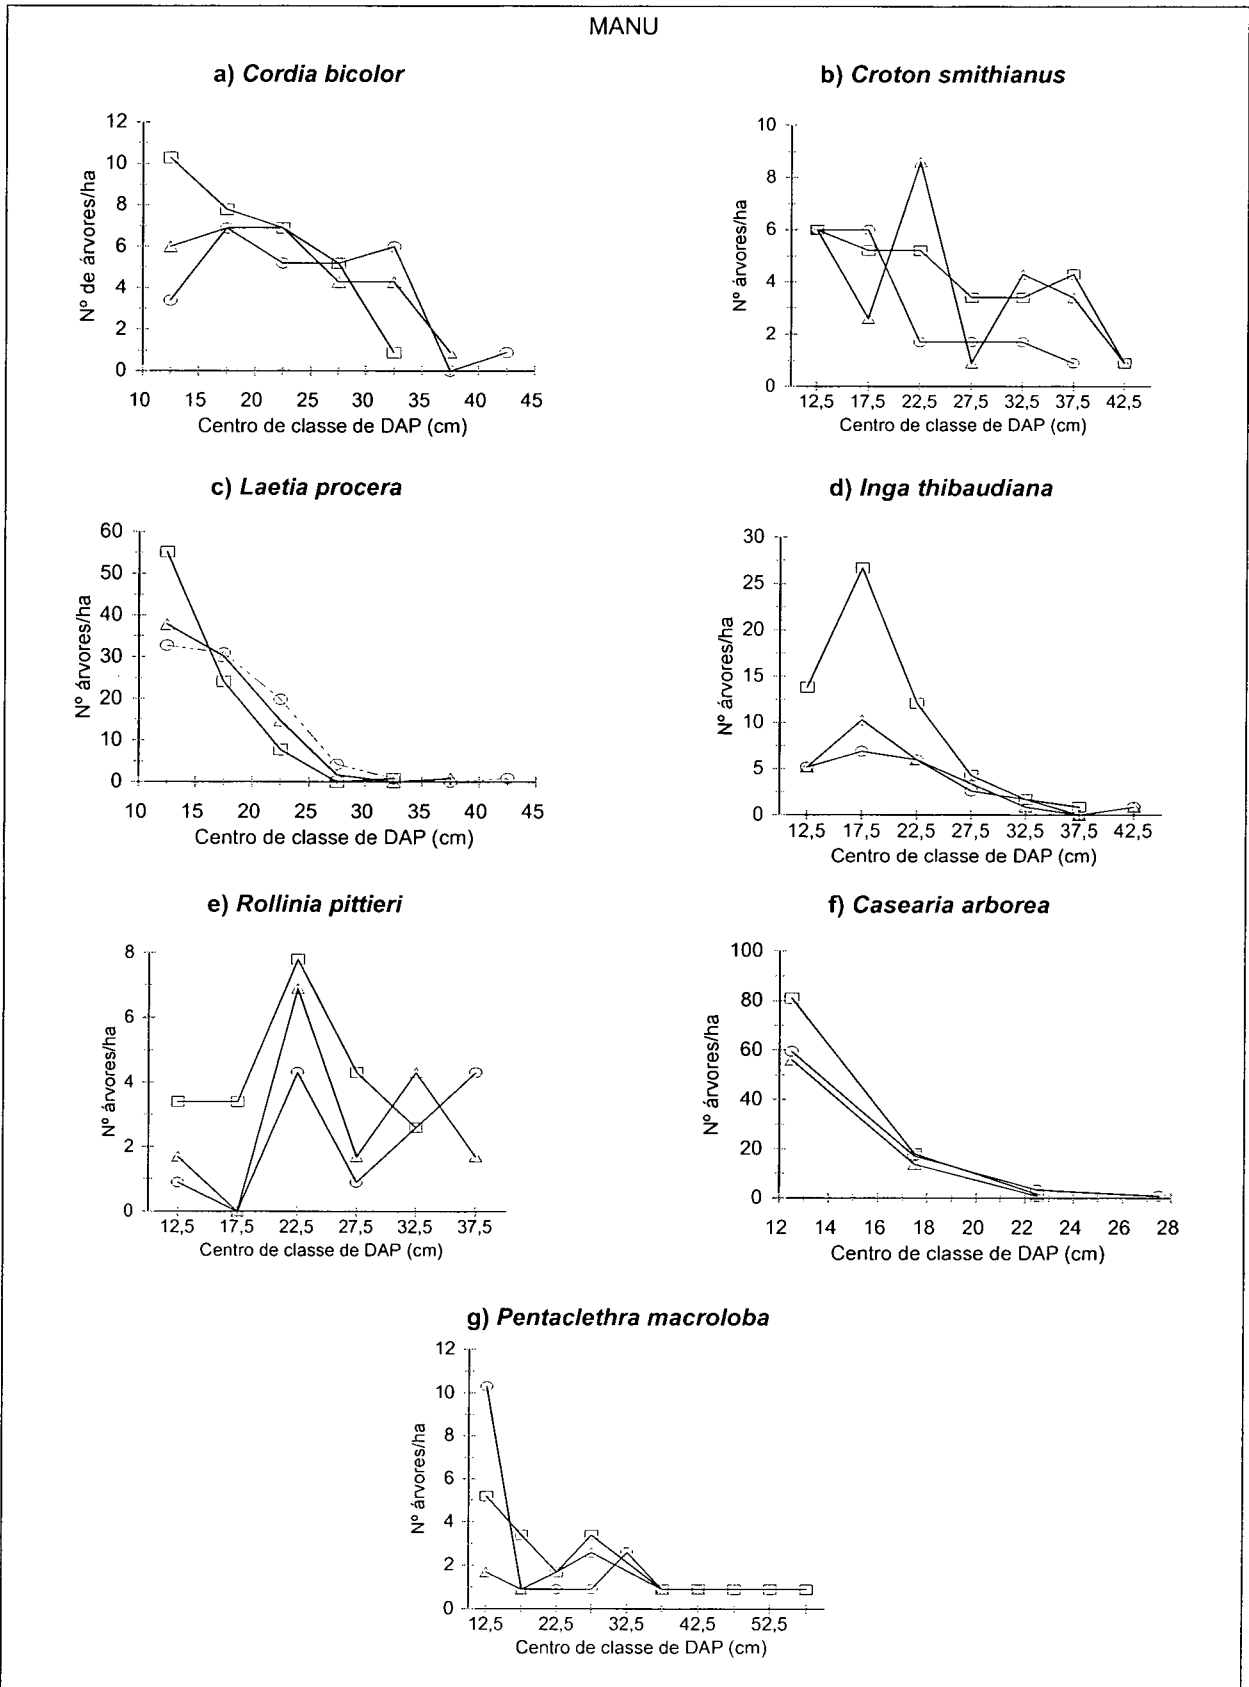 MANU
a) Cordia bicolor
Nº de árvores/ha
12
10
8
6
4
2
0
10 15 20 25 30 35 40 45
Centro de classe de DAP (cm)
b) Croton smithianus
Nº árvores/ha
10
8
6
4
2
0
12,5 17,5 22,5 27,5 32,5 37,5 42,5
Centro de classe de DAP (cm)
c) Laetia procera
Nº árvores/ha
60
50
40
30
20
10
0
10 15 20 25 30 35 40 45
Centro de classe de DAP (cm)
d) Inga thibaudiana
Nº árvores/ha
30
25
20
15
10
5
0
12,5 17,5 22,5 27,5 32,5 37,5 42,5
Centro de classe de DAP (cm)
e) Rollinia pittieri
Nº árvores/ha
8
6
4
2
0
12,5 17,5 22,5 27,5 32,5 37,5
Centro de classe de DAP (cm)
f) Casearia arborea
Nº árvores/ha
100
80
60
40
20
0
12 14 16 18 20 22 24 26 28
Centro de classe de DAP (cm)
g) Pentaclethra macroloba
Nº árvores/ha
12
10
8
6
4
2
0
12,5 22,5 32,5 42,5 52,5
Centro de classe de DAP (cm)